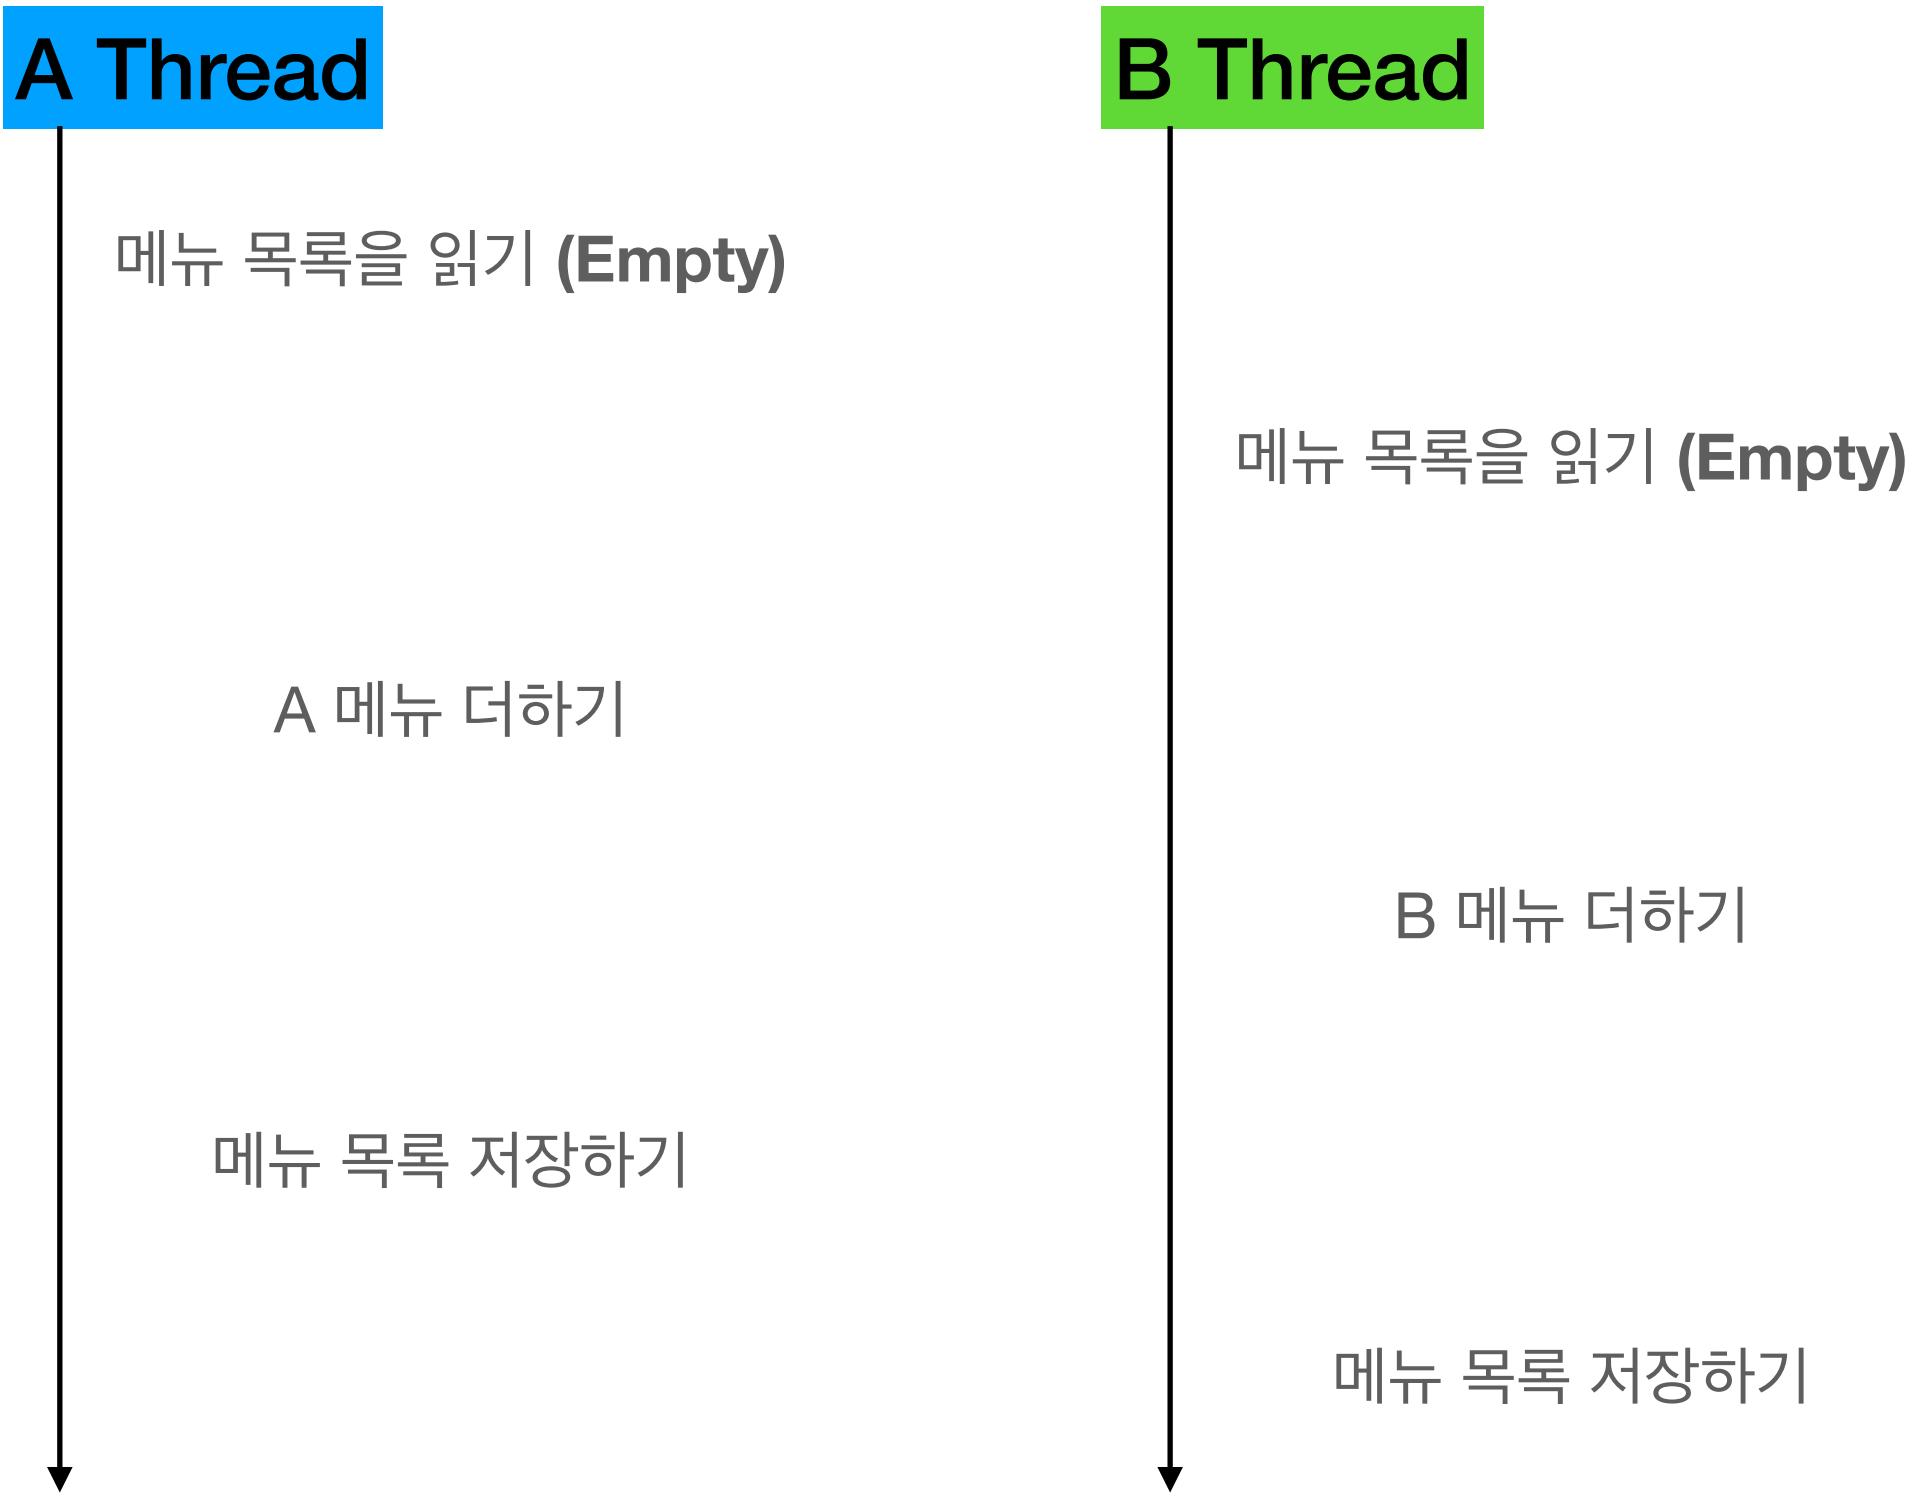 A Thread
B Thread
메뉴 목록을 읽기 (Empty)
메뉴 목록을 읽기 (Empty)
A 메뉴 더하기
B 메뉴 더하기
메뉴 목록 저장하기
메뉴 목록 저장하기